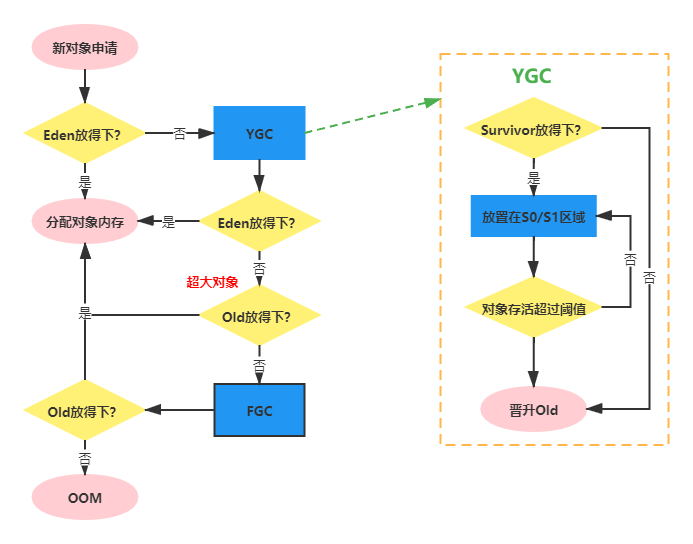 新对象申请
Eden放得下?
否
YGC
是
分配对象内存
是
Eden放得下?
否
超大对象
Old放得下?
是
否
Old放得下?
FGC
否
OOM
YGC
Survivor放得下?
是
放置在S0/S1区域
否
否
对象存活超过阈值
晋升Old